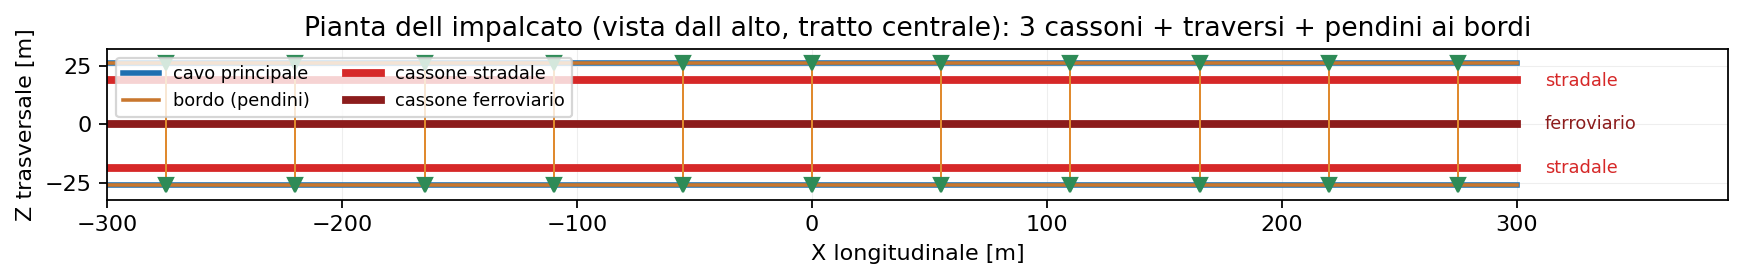 Pianta dell impalcato (vista dall alto, tratto centrale): 3 cassoni + traversi + pendini ai bordi
Z trasversale [m]
25
0
−25
cavo principale
bordo (pendini)
cassone stradale
cassone ferroviario
stradale
ferroviario
stradale
−300
−200
−100
0
100
200
300
X longitudinale [m]